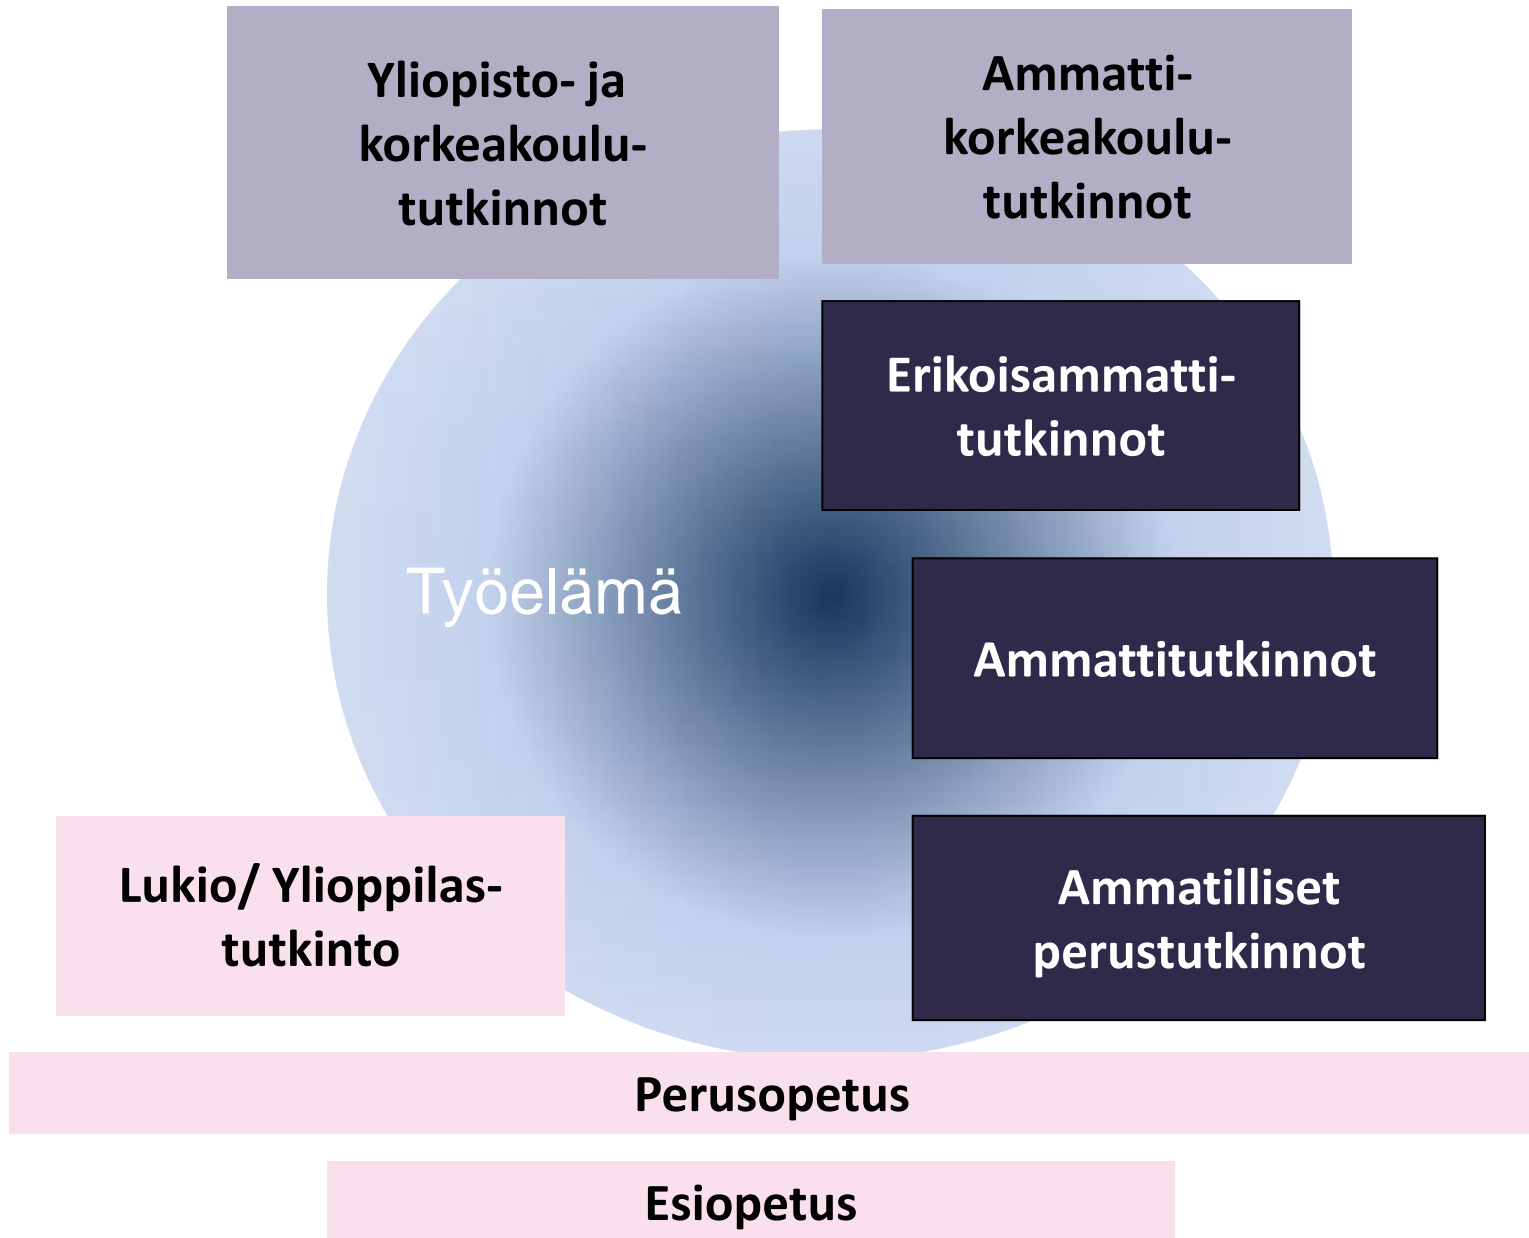 Yliopisto- ja
korkeakoulu-
tutkinnot
Ammatti-
korkeakoulu-
tutkinnot
Erikoisammatti-
tutkinnot
Työelämä
Ammattitutkinnot
Lukio/ Ylioppilas-
tutkinto
Ammatilliset
perustutkinnot
Perusopetus
Esiopetus